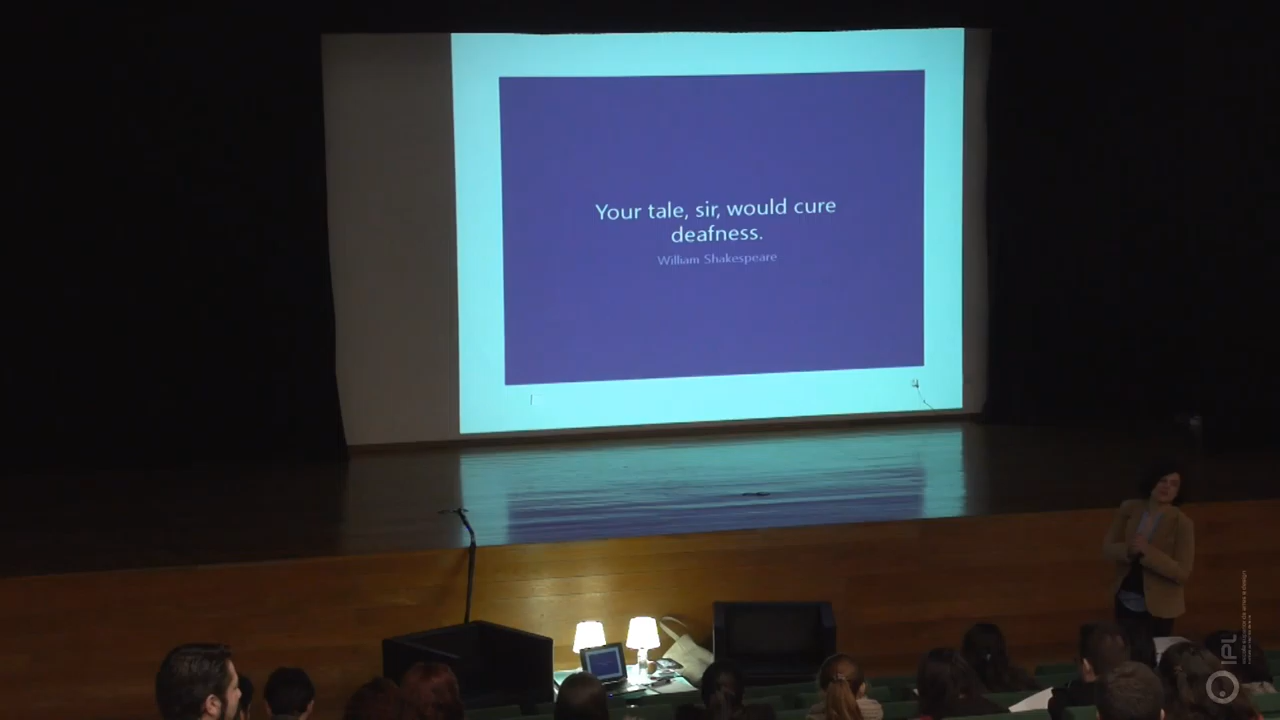 Your tale, sir, would cure
deafness.
William Shakespeare
IPL